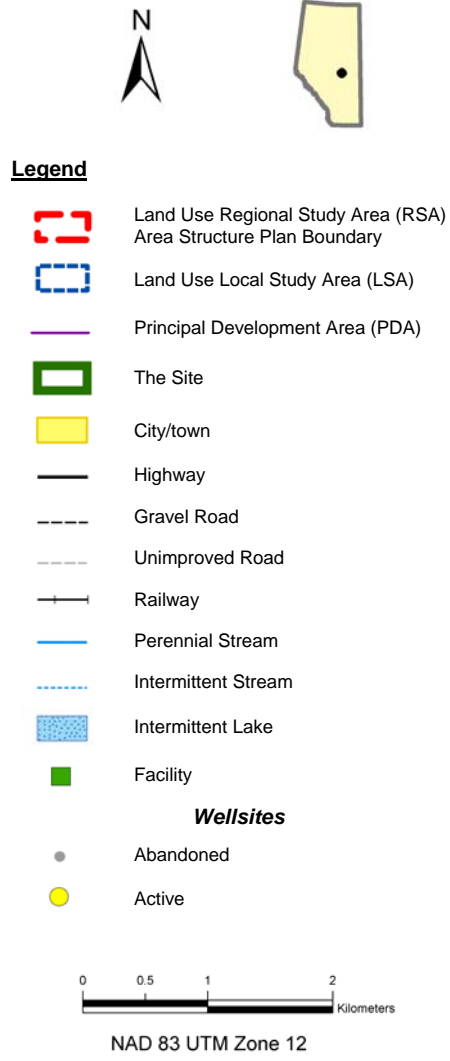 N
Legend
Land Use Regional Study Area (RSA)
Area Structure Plan Boundary
Land Use Local Study Area (LSA)
Principal Development Area (PDA)
The Site
City/town
Highway
Gravel Road
Unimproved Road
Railway
Perennial Stream
Intermittent Stream
Intermittent Lake
Facility
Wellsites
Abandoned
Active
0 0.5 1 2
Kilometers
NAD 83 UTM Zone 12